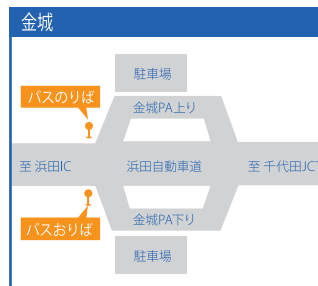 金城
駐車場
バスのりば
金城PA上り
至 浜田IC
浜田自動車道
至 千代田JCT
バスおりば
金城PA下り
駐車場